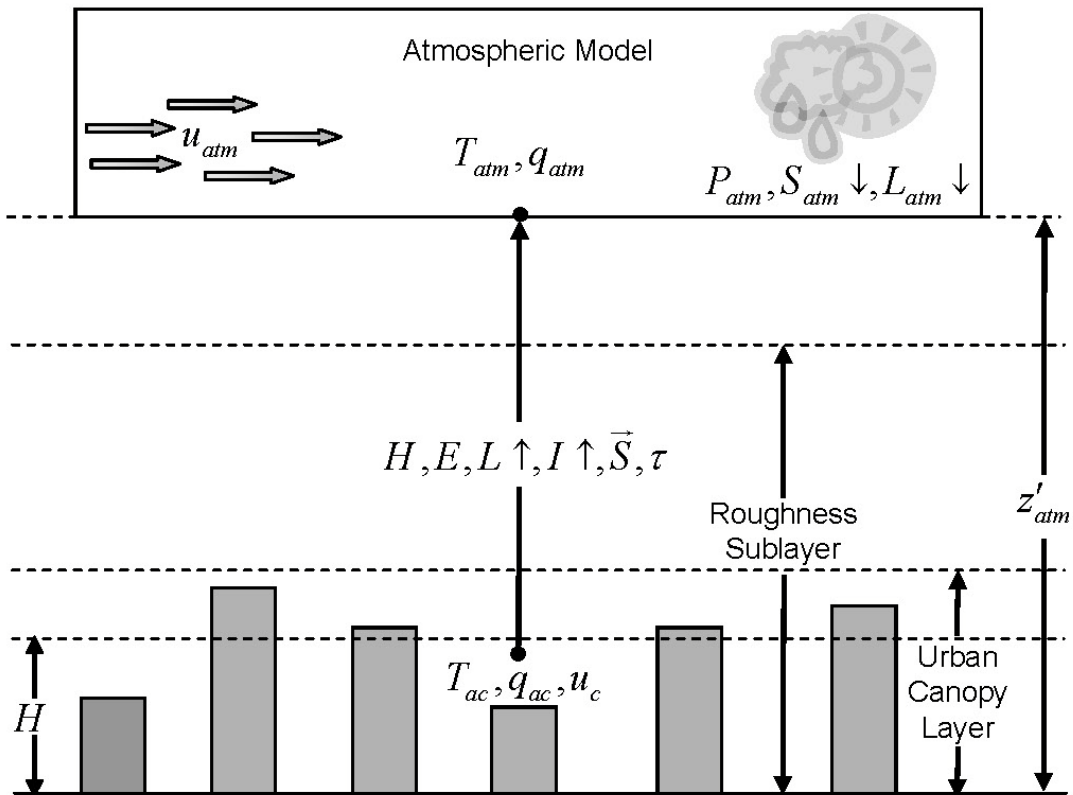 Atmospheric Model
u_atm
T_atm, q_atm
P_atm, S_atm ↓, L_atm ↓
H, E, L ↑, I ↑, S⃗, τ
z′_atm
Roughness
Sublayer
T_ac, q_ac, u_c
H
Urban
Canopy
Layer